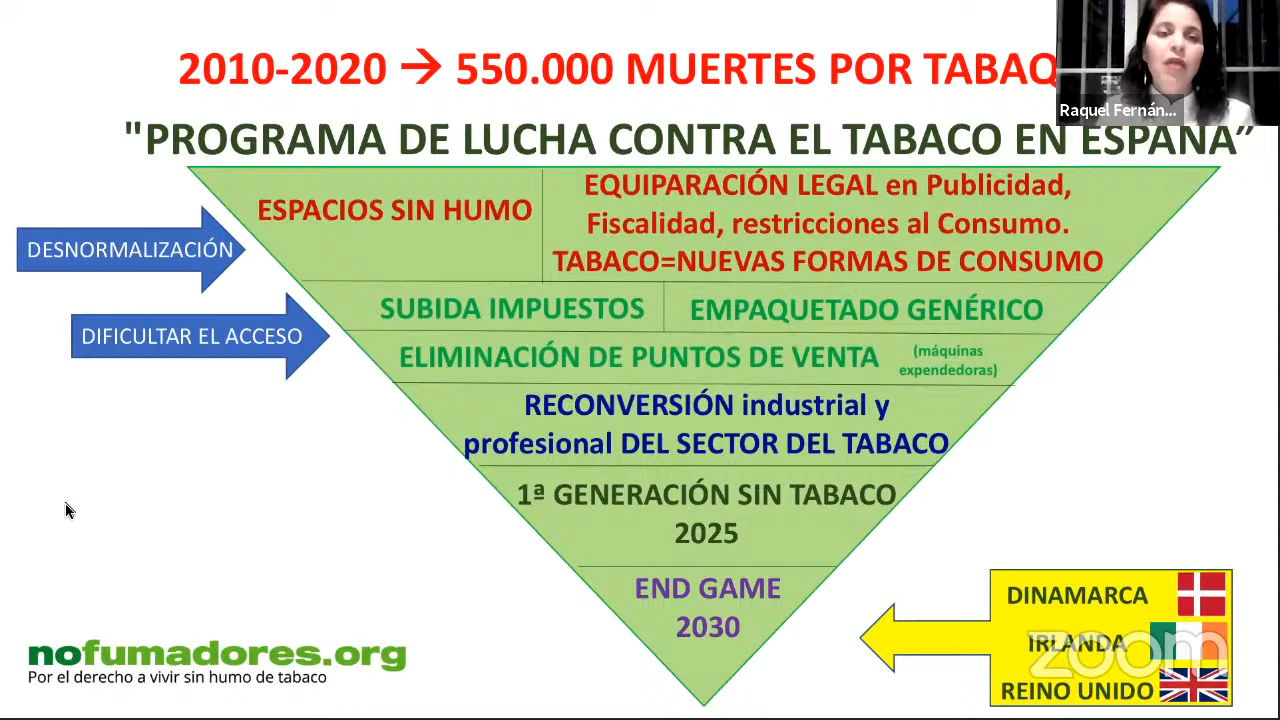 2010-2020 → 550.000 MUERTES POR TABAQ
Raquel Fernán...
"PROGRAMA DE LUCHA CONTRA EL TABACO EN ESPAÑA”
ESPACIOS SIN HUMO
EQUIPARACIÓN LEGAL en Publicidad,
Fiscalidad, restricciones al Consumo.
TABACO=NUEVAS FORMAS DE CONSUMO
DESNORMALIZACIÓN
SUBIDA IMPUESTOS
EMPAQUETADO GENÉRICO
DIFICULTAR EL ACCESO
ELIMINACIÓN DE PUNTOS DE VENTA
(máquinas
expendedoras)
RECONVERSIÓN industrial y
profesional DEL SECTOR DEL TABACO
1ª GENERACIÓN SIN TABACO
2025
END GAME
2030
DINAMARCA
IRLANDA
REINO UNIDO
zoom
nofumadores.org
Por el derecho a vivir sin humo de tabaco